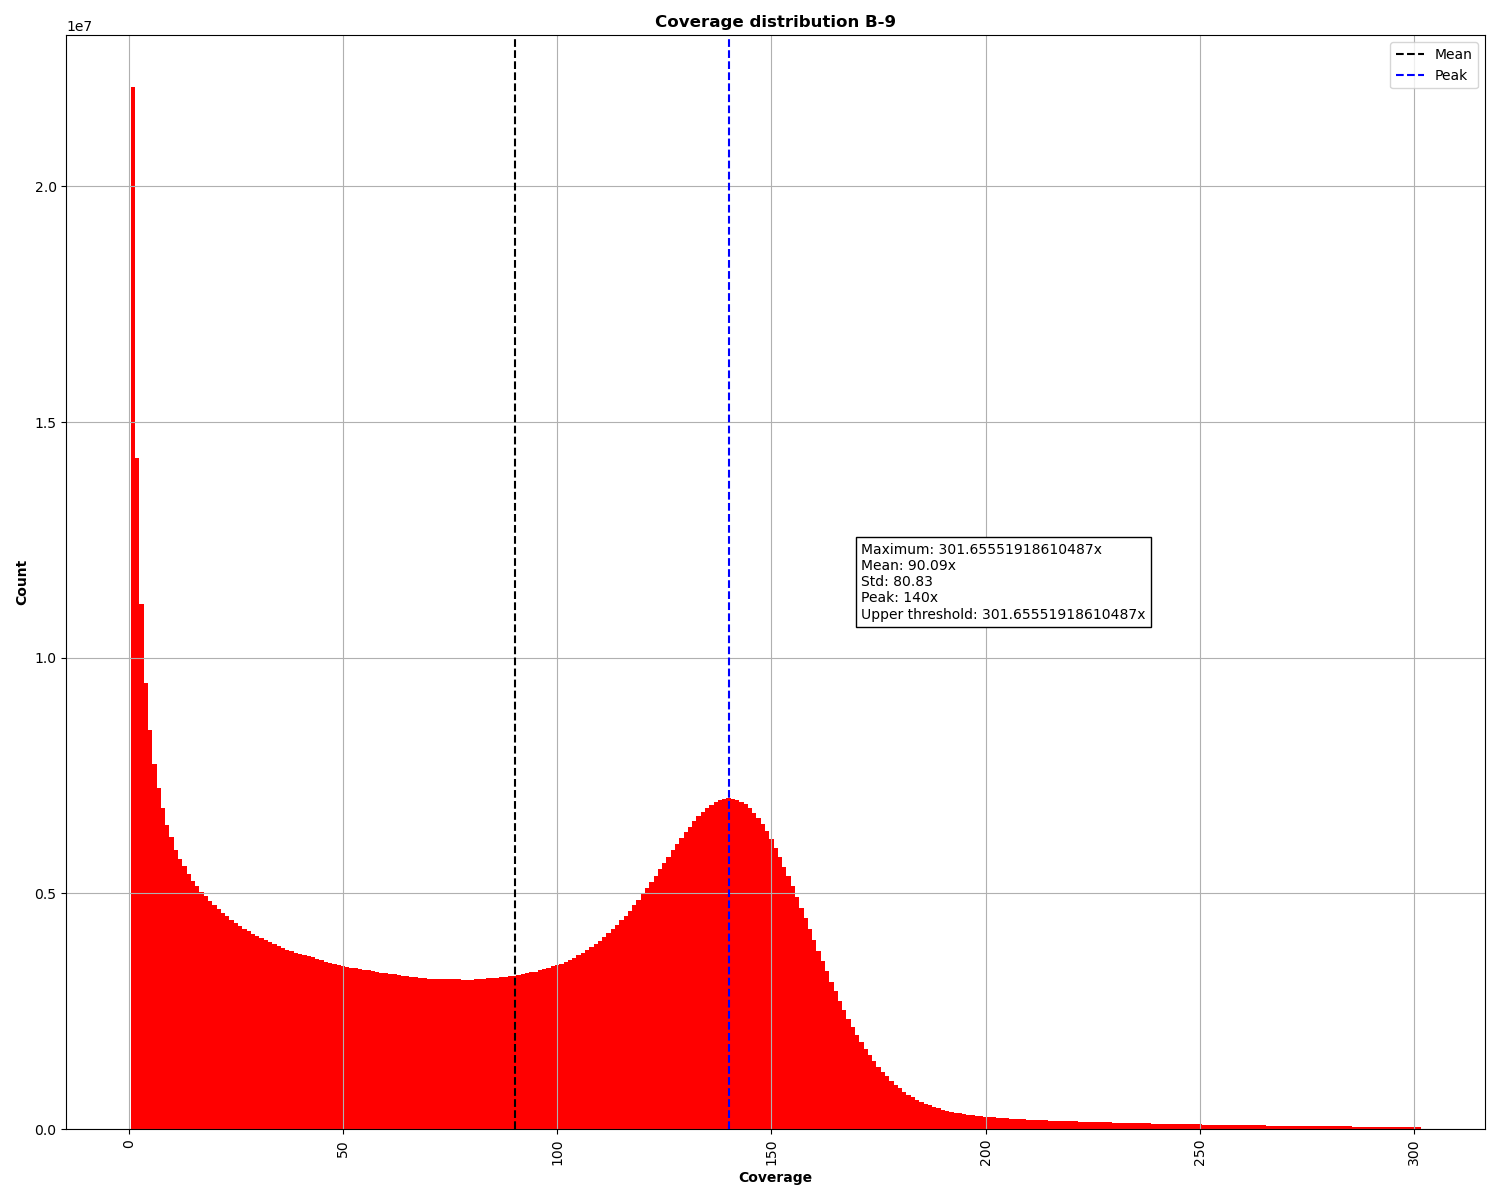 Coverage distribution B-9
1e7
Mean
Peak
2.0
1.5
1.0
0.5
0.0
Count
Maximum: 301.65551918610487x
Mean: 90.09x
Std: 80.83
Peak: 140x
Upper threshold: 301.65551918610487x
0
50
100
150
200
250
300
Coverage